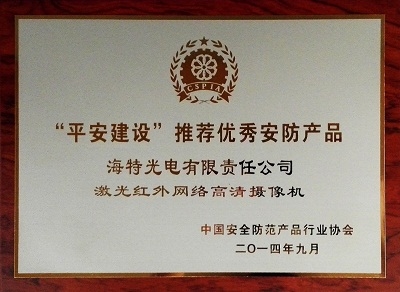 CSPIA
“平安建设”推荐优秀安防产品
海特光电有限责任公司
激光红外网络高清摄像机
中国安全防范产品行业协会
二〇一四年九月